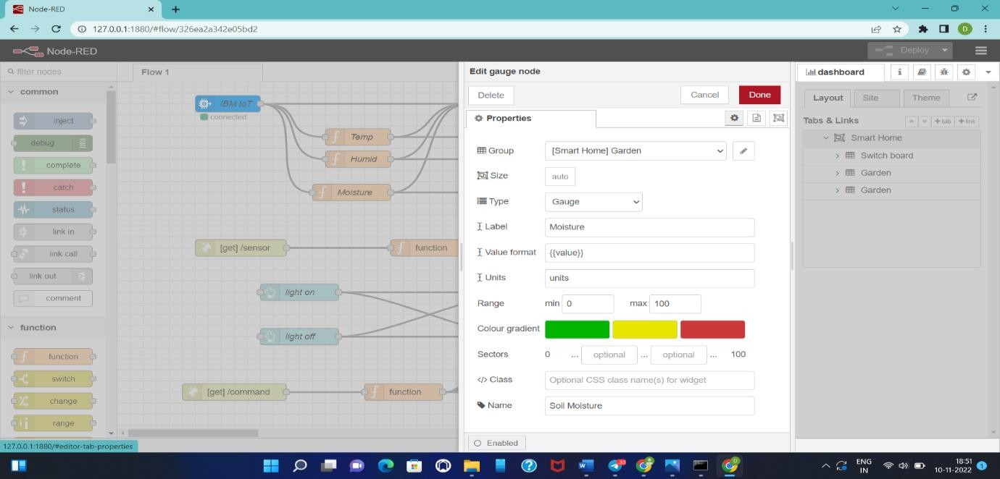 Node-RED
127.0.0.1:1880/#flow/326ea2a342e05bd2
D
Node-RED
Deploy
filter nodes
common
inject
debug
complete
catch
status
link in
link call
link out
comment
function
function
switch
change
range
Flow 1
IBM IoT
connected
Temp
Humid
Moisture
[get] /sensor
function
light on
light off
[get] /command
function
Edit gauge node
Delete
Cancel
Done
Properties
Group
[Smart Home] Garden
Size
auto
Type
Gauge
Label
Moisture
Value format
{{value}}
Units
units
Range
min 0
max 100
Colour gradient
Sectors
0 ... optional ... optional ... 100
</> Class
Optional CSS class name(s) for widget
Name
Soil Moisture
Enabled
dashboard
Layout
Site
Theme
Tabs & Links
+tab
+link
Smart Home
Switch board
Garden
Garden
127.0.0.1:1880/#editor-tab-properties
33
D
ENG
IN
18:51
10-11-2022
1